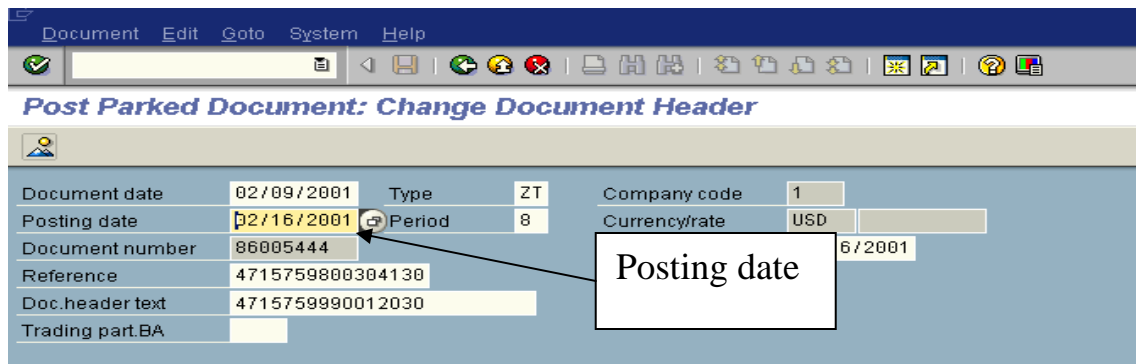 Document Edit Goto System Help
Post Parked Document: Change Document Header
Document date 02/09/2001 Type ZT Company code 1
Posting date 02/16/2001 Period 8 Currency/rate USD
Document number 86005444 6/2001
Reference 4715759800304130
Doc.header text 4715759990012030
Trading part.BA
Posting date